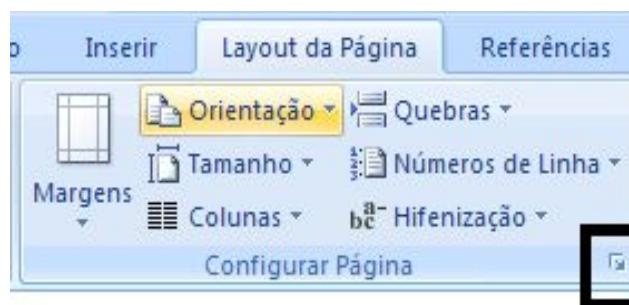 o Inserir Layout da Página Referências
Orientação Quebras
Tamanho Números de Linha
Margens
Colunas Hifenização
Configurar Página